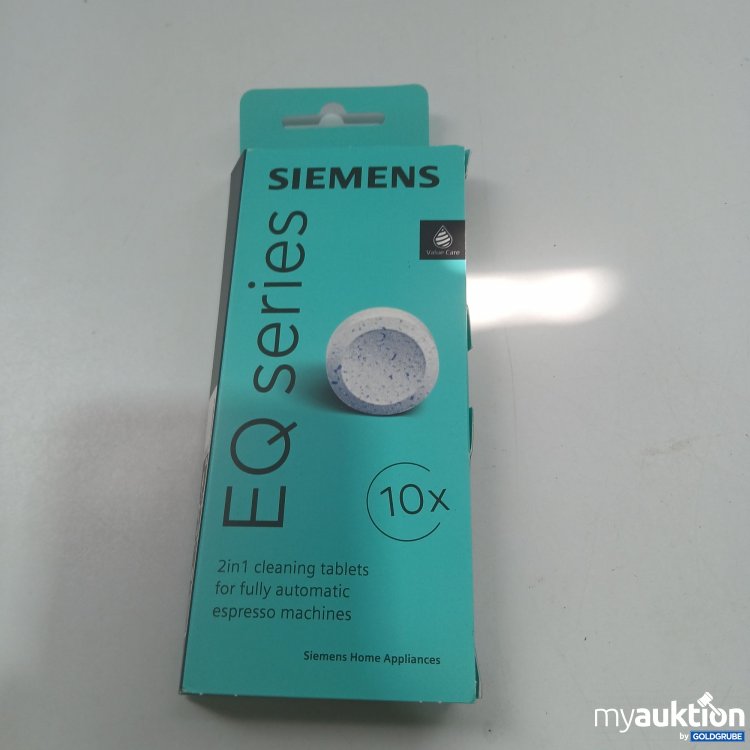 SIEMENS
Value Care
EQ series
10x
2in1 cleaning tablets
for fully automatic
espresso machines
Siemens Home Appliances
myauktion
by GOLDGRUBE